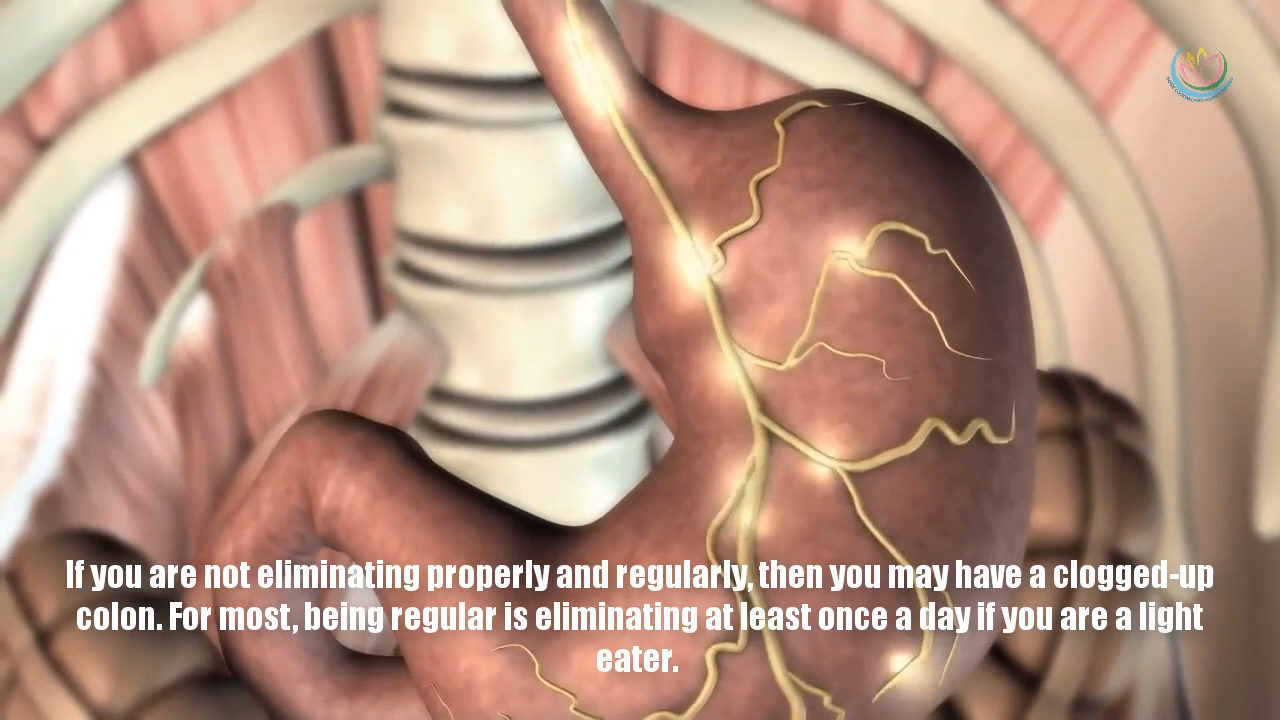 If you are not eliminating properly and regularly, then you may have a clogged-up
colon. For most, being regular is eliminating at least once a day if you are a light
eater.